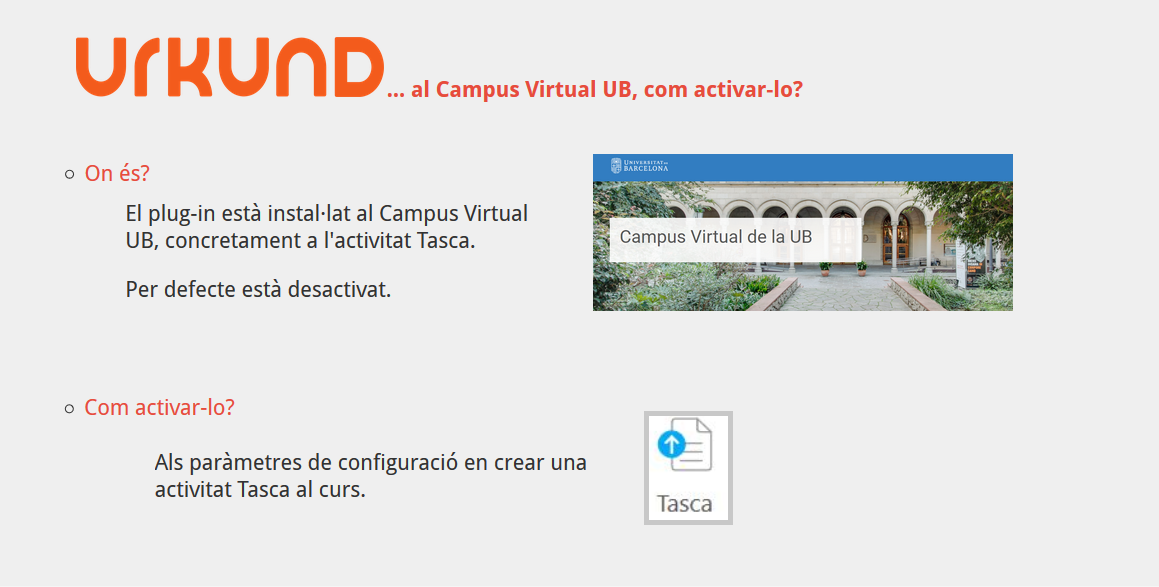 URKUND... al Campus Virtual UB, com activar-lo?
On és?
El plug-in està instal·lat al Campus Virtual
UB, concretament a l'activitat Tasca.
Per defecte està desactivat.
UNIVERSITAT DE
BARCELONA
Campus Virtual de la UB
Com activar-lo?
Als paràmetres de configuració en crear una
activitat Tasca al curs.
Tasca